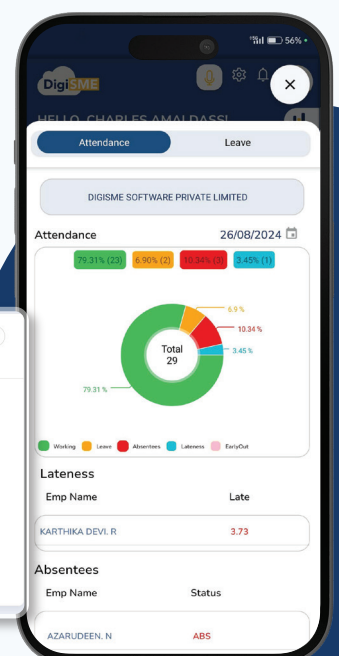 56%
DigiSME
HELLO, CHARLES AMALDASS!
Attendance Leave
DIGISME SOFTWARE PRIVATE LIMITED
Attendance 26/08/2024
79.31% (23) 6.90% (2) 10.34% (3) 3.45% (1)
6.9 %
10.34 %
Total
29
3.45 %
79.31 %
Working Leave Absentees Lateness EarlyOut
Lateness
Emp Name Late
KARTHIKA DEVI. R 3.73
Absentees
Emp Name Status
AZARUDEEN. N ABS